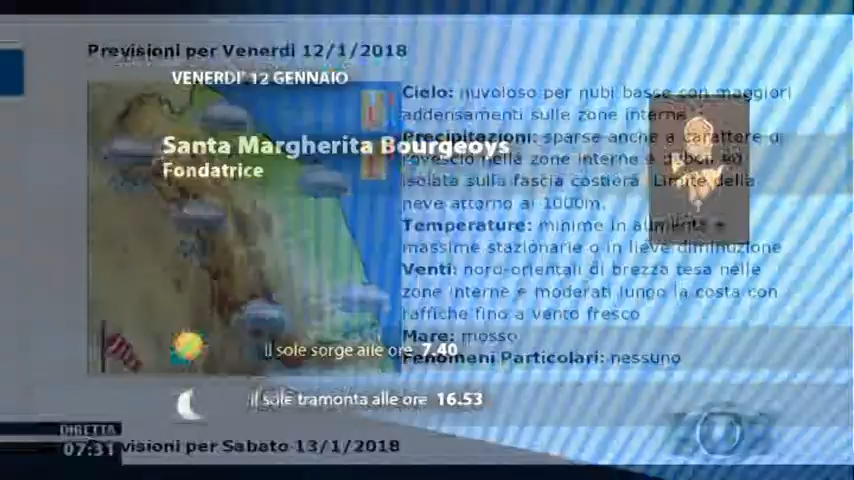 Previsioni per Venerdì 12/1/2018
VENERDI' 12 GENNAIO
Cielo: nuvoloso per nubi basse con maggiori
addensamenti sulle zone interne
Santa Margherita Bourgeoys
Fondatrice
Precipitazioni: sparse anche a carattere di
rovescio nella zone interne e deboli ed
isolata sulla fascia costiera. Limite della
neve attorno ai 1000m.
Temperature: minime in aumento e
massime stazionarie o in lieve diminuzione
Venti: nord-orientali di brezza tesa nelle
zone interne e moderati lungo la costa con
raffiche fino a vento fresco
Mare: mosso
Il sole sorge alle ore 7.40
Fenomeni Particolari: nessuno
il sole tramonta alle ore 16.53
DIRETTA
07:31
Previsioni per Sabato 13/1/2018